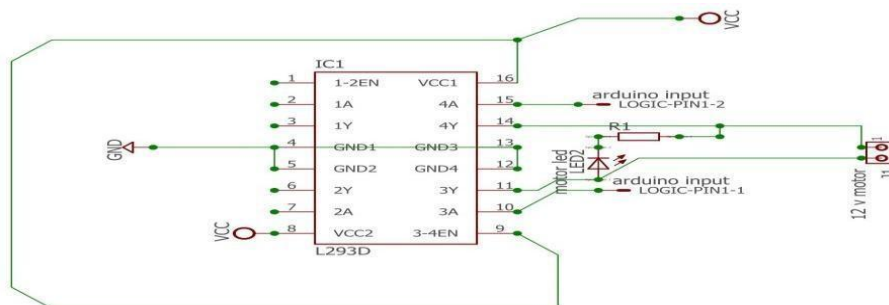 VCC
IC1
1 1-2EN VCC1 16
2 1A 4A 15
arduino input
LOGIC-PIN1-2
3 1Y 4Y 14
R1
GND
4 GND1 GND3 13
5 GND2 GND4 12
motor led
LED2
6 2Y 3Y 11
arduino input
LOGIC-PIN1-1
7 2A 3A 10
VCC
8 VCC2 3-4EN 9
L293D
12 v motor
J1
1